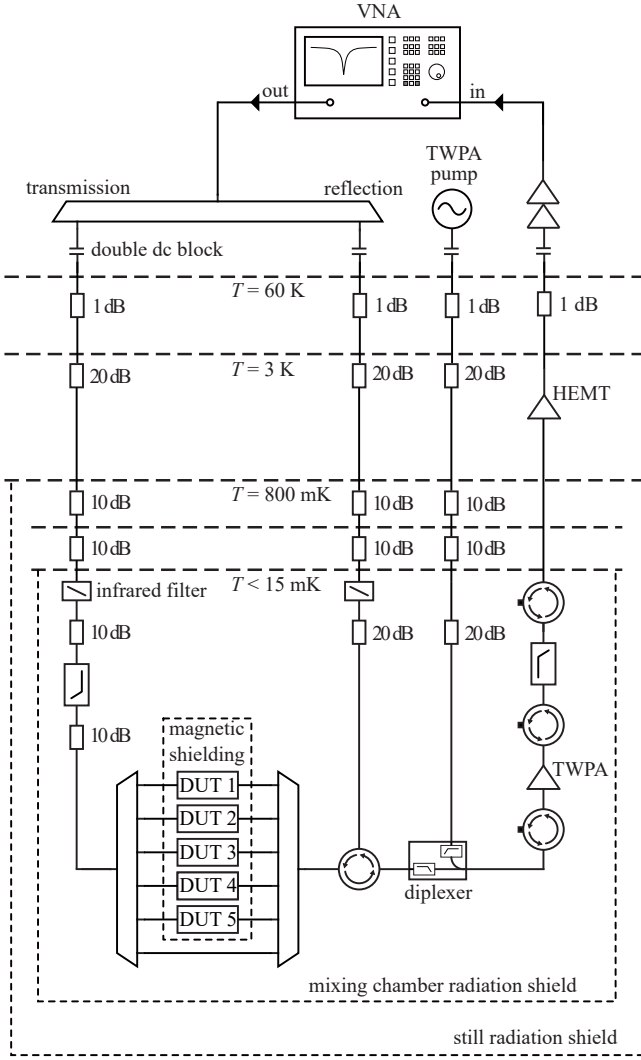 VNA
out
in
TWPA
pump
transmission
reflection
double dc block
T = 60 K
1 dB
1 dB
1 dB
1 dB
T = 3 K
20 dB
20 dB
20 dB
HEMT
T = 800 mK
10 dB
10 dB
10 dB
10 dB
10 dB
10 dB
T < 15 mK
infrared filter
10 dB
20 dB
20 dB
10 dB
magnetic
shielding
DUT 1
DUT 2
DUT 3
DUT 4
DUT 5
TWPA
diplexer
mixing chamber radiation shield
still radiation shield